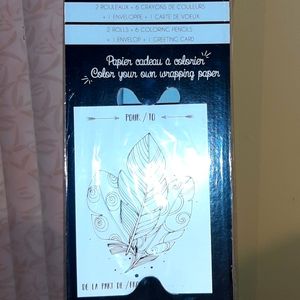 2 ROULEAUX + 6 CRAYONS DE COULEURS
+ 1 ENVELOPPE + 1 CARTE DE VOEUX
2 ROLLS + 6 COLORING PENCILS
+ 1 ENVELOP + 1 GREETING CARD
Papier cadeau à colorier
Color your own wrapping paper
POUR / TO
DE LA PART DE / FRO